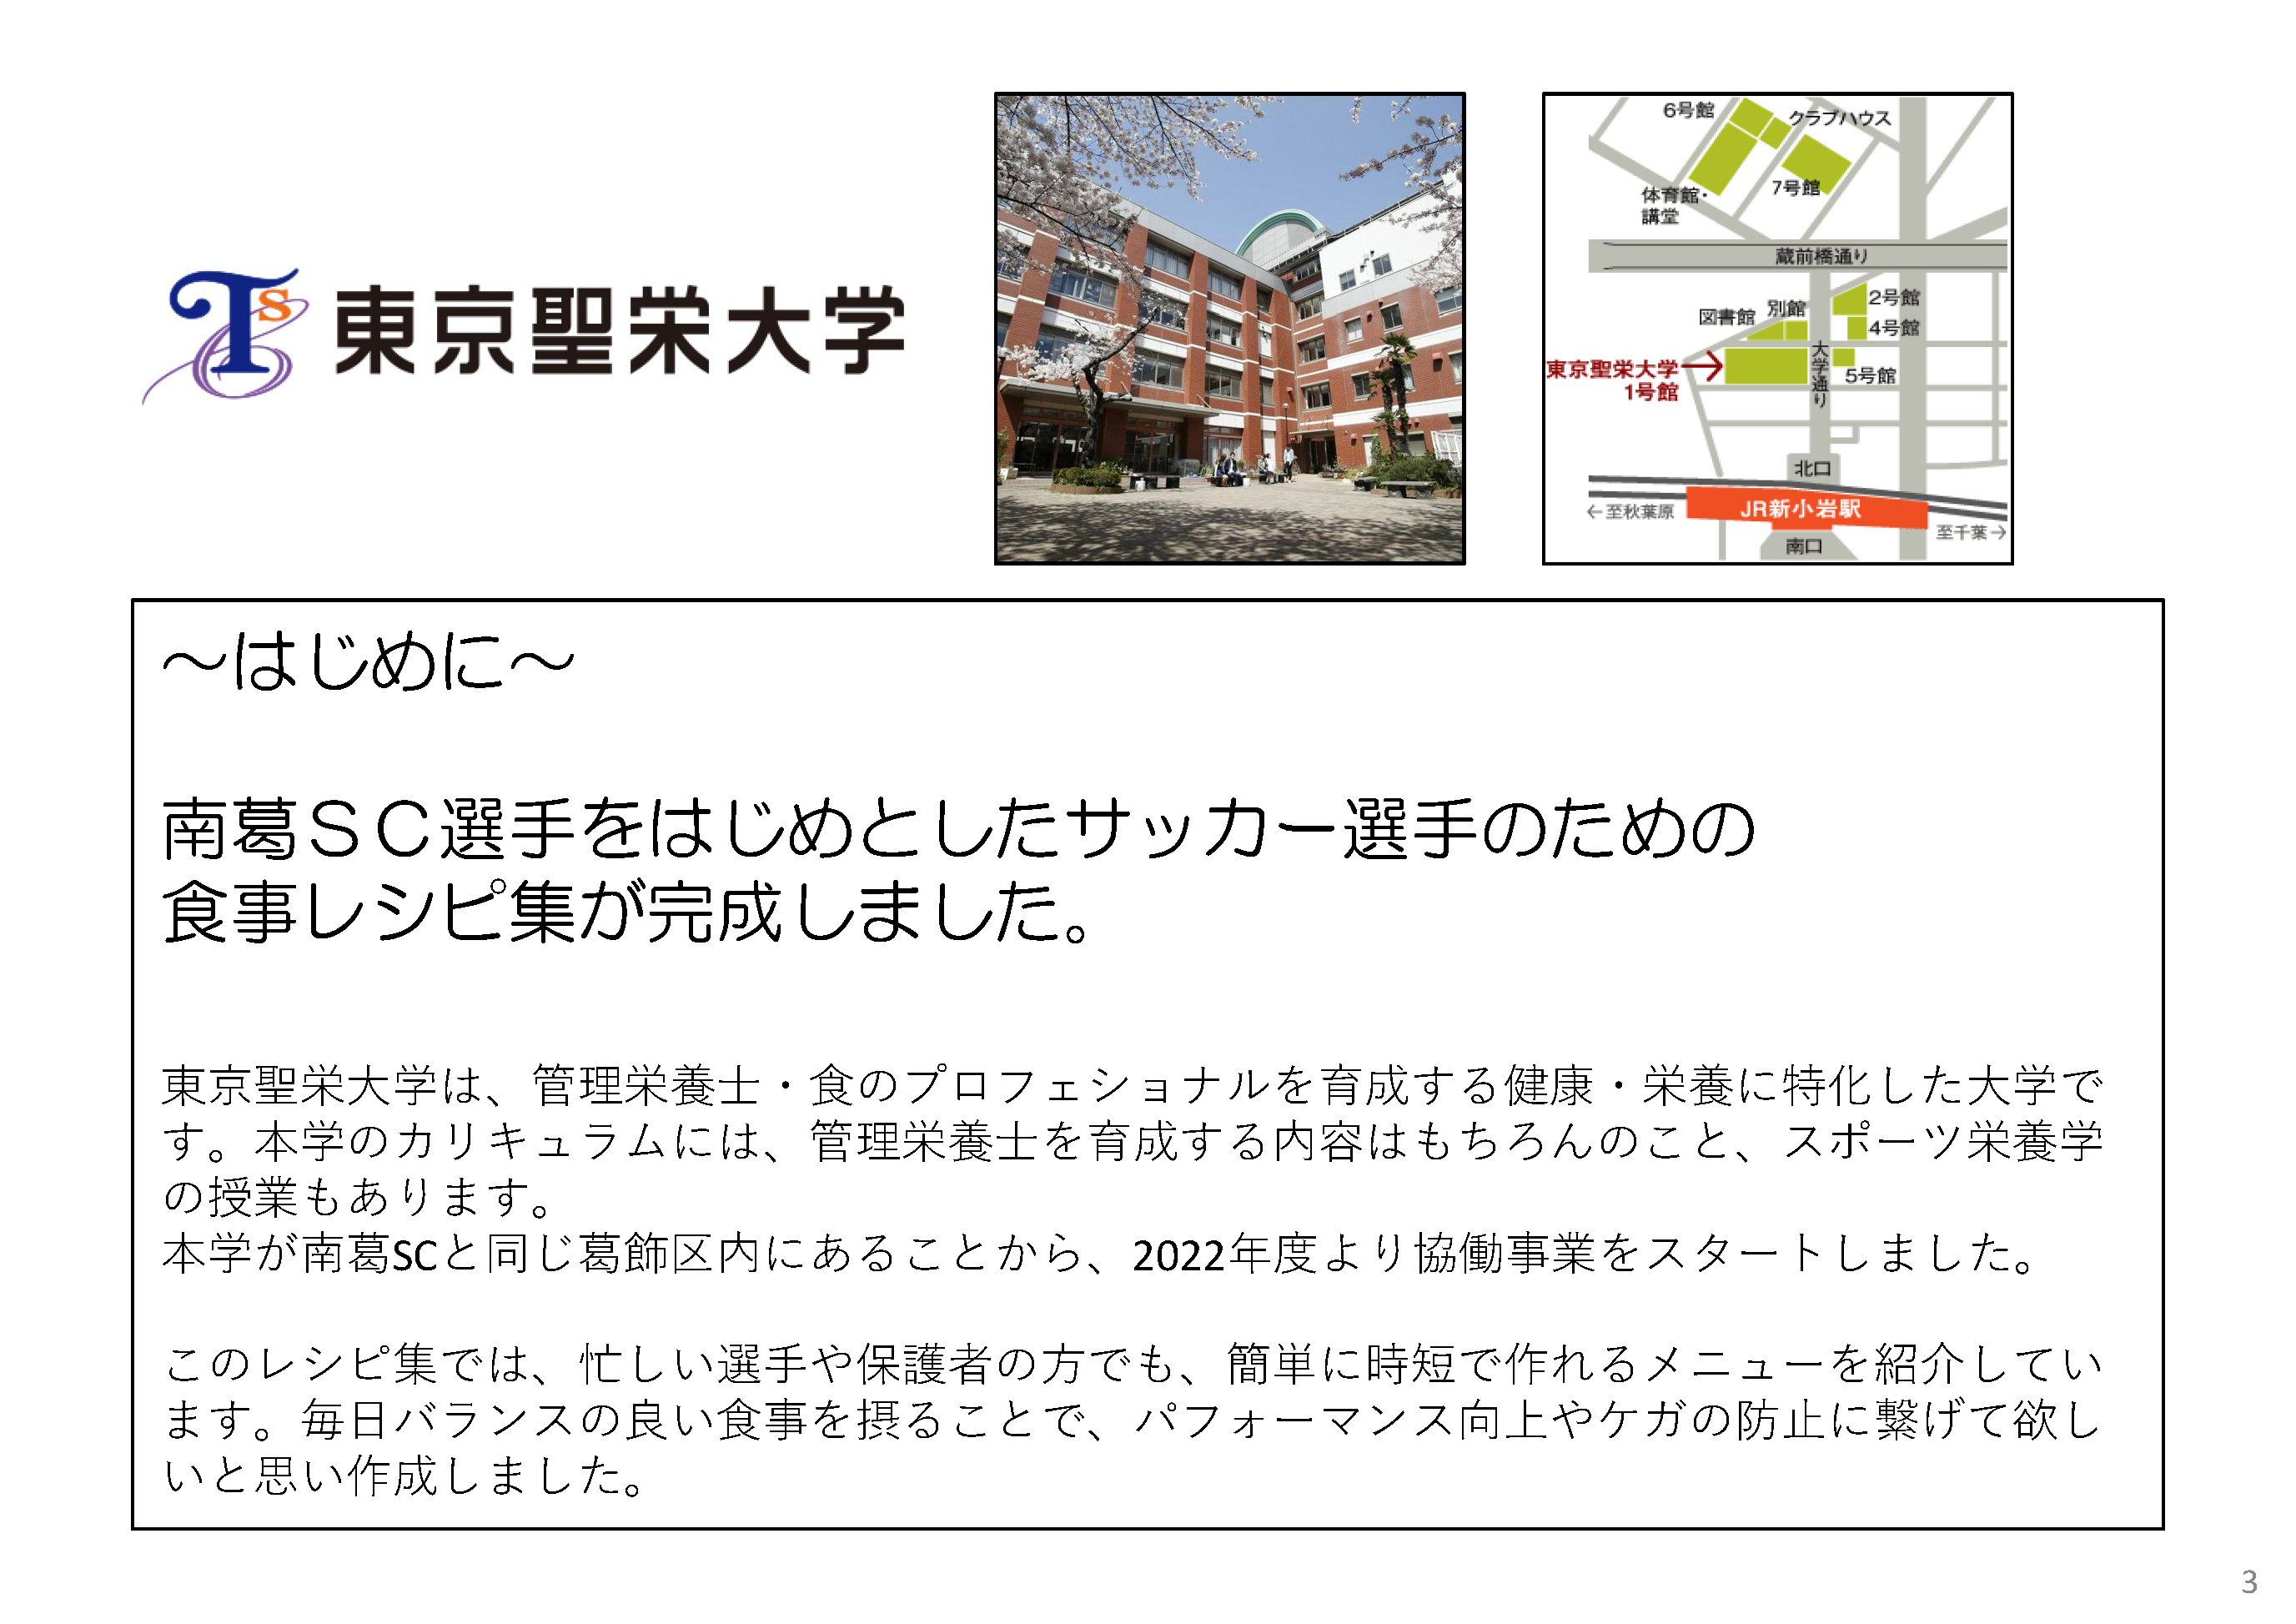 TS 東京聖栄大学
6号館
クラブハウス
体育館・
講堂
7号館
蔵前橋通り
図書館
別館
2号館
4号館
東京聖栄大学
1号館
大学通り
5号館
北口
JR新小岩駅
←至秋葉原
至千葉→
南口
～はじめに～
南葛ＳＣ選手をはじめとしたサッカー選手のための
食事レシピ集が完成しました。
東京聖栄大学は、管理栄養士・食のプロフェショナルを育成する健康・栄養に特化した大学で
す。本学のカリキュラムには、管理栄養士を育成する内容はもちろんのこと、スポーツ栄養学
の授業もあります。
本学が南葛SCと同じ葛飾区内にあることから、2022年度より協働事業をスタートしました。
このレシピ集では、忙しい選手や保護者の方でも、簡単に時短で作れるメニューを紹介してい
ます。毎日バランスの良い食事を摂ることで、パフォーマンス向上やケガの防止に繋げて欲し
いと思い作成しました。
3